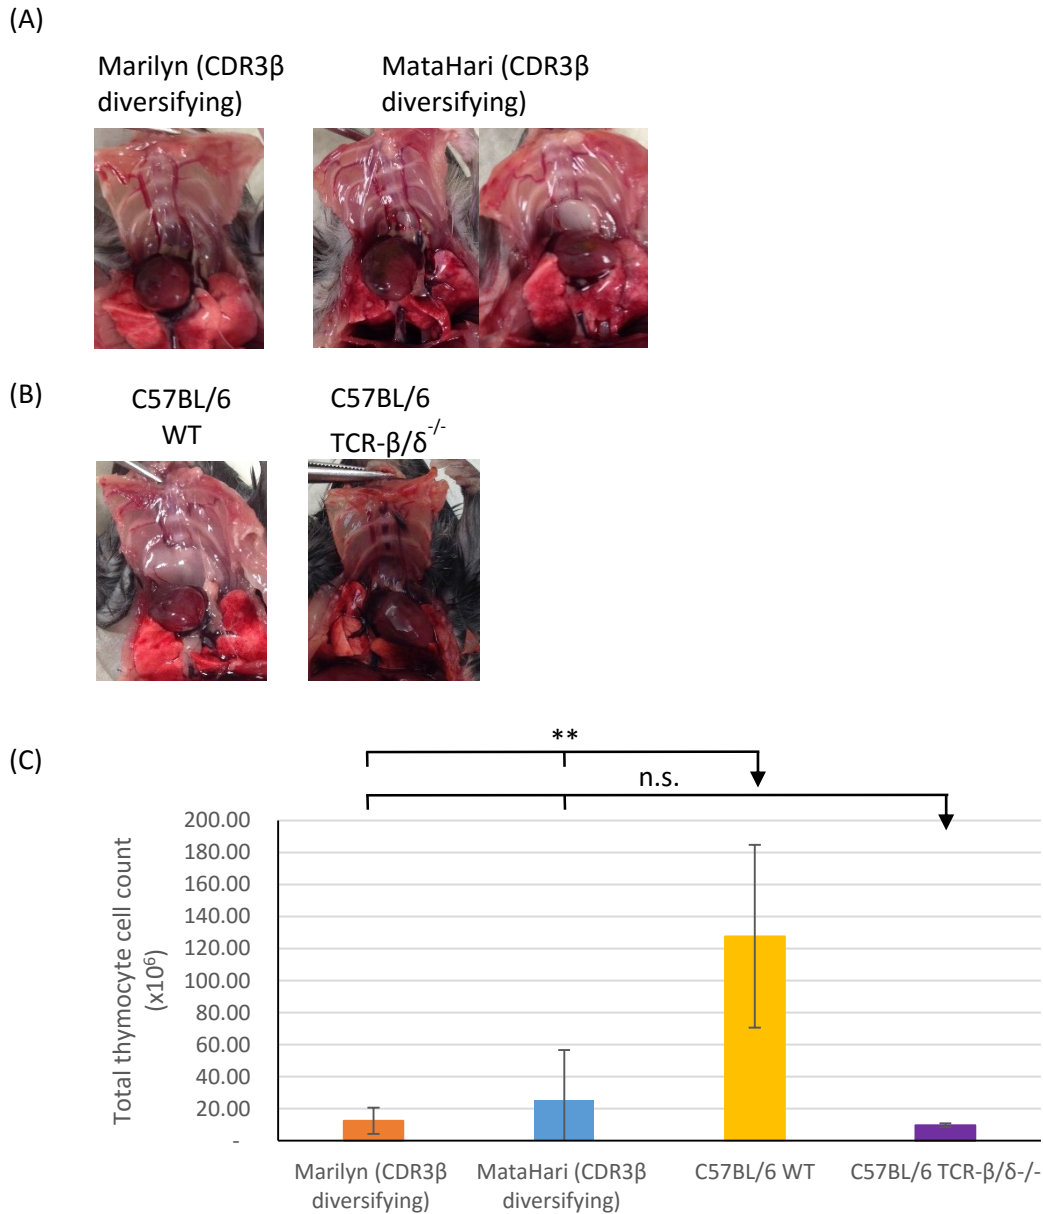 (A)
Marilyn (CDR3β
diversifying)
MataHari (CDR3β
diversifying)
(B)
C57BL/6
WT
C57BL/6
TCR-β/δ-/-
(C)
**
n.s.
200.00
180.00
160.00
140.00
120.00
100.00
80.00
60.00
40.00
20.00
-
Total thymocyte cell count
(x10⁶)
Marilyn (CDR3β
diversifying)
MataHari (CDR3β
diversifying)
C57BL/6 WT
C57BL/6 TCR-β/δ-/-